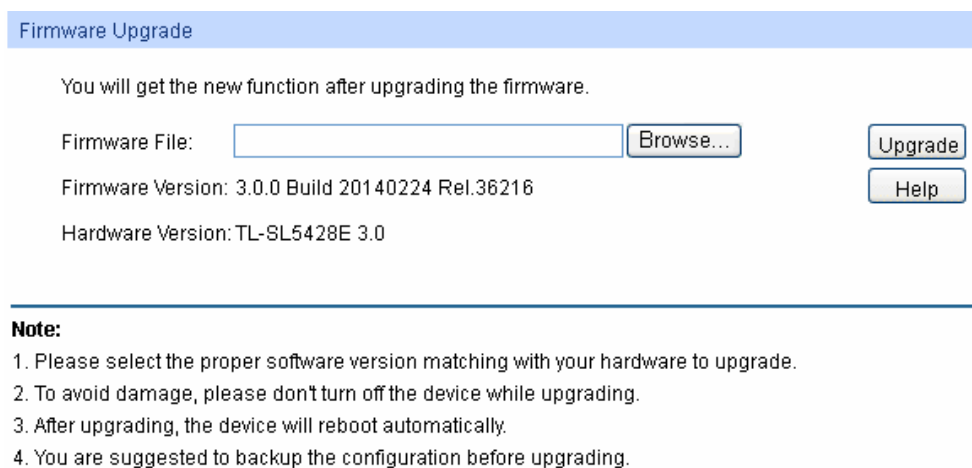 Firmware Upgrade
You will get the new function after upgrading the firmware.
Firmware File: Browse... Upgrade
Firmware Version: 3.0.0 Build 20140224 Rel.36216 Help
Hardware Version: TL-SL5428E 3.0
Note:
1. Please select the proper software version matching with your hardware to upgrade.
2. To avoid damage, please don't turn off the device while upgrading.
3. After upgrading, the device will reboot automatically.
4. You are suggested to backup the configuration before upgrading.